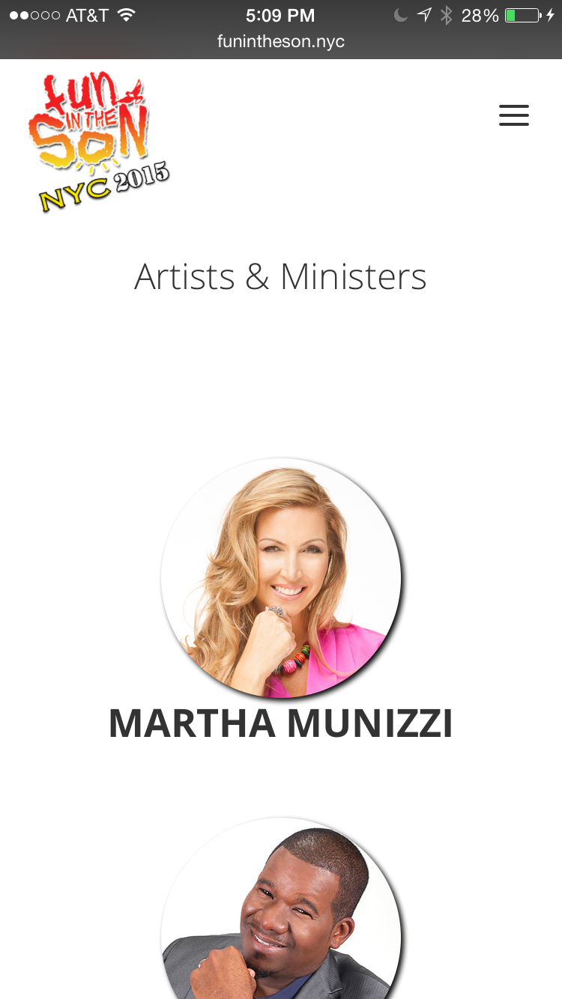 AT&T 5:09 PM 28%
funintheson.nyc
fun
IN THE
SON
NYC 2015
Artists & Ministers
MARTHA MUNIZZI